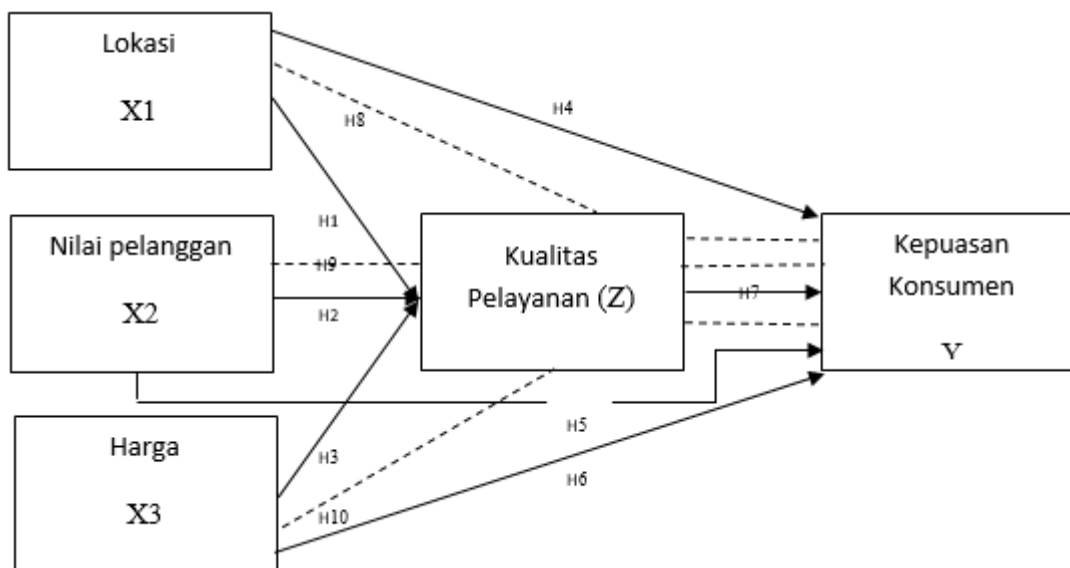 Lokasi
X1
H4
H8
H1
Nilai pelanggan
X2
H9
H2
Kualitas
Pelayanan (Z)
H7
Kepuasan
Konsumen
Y
Harga
X3
H3
H5
H6
H10